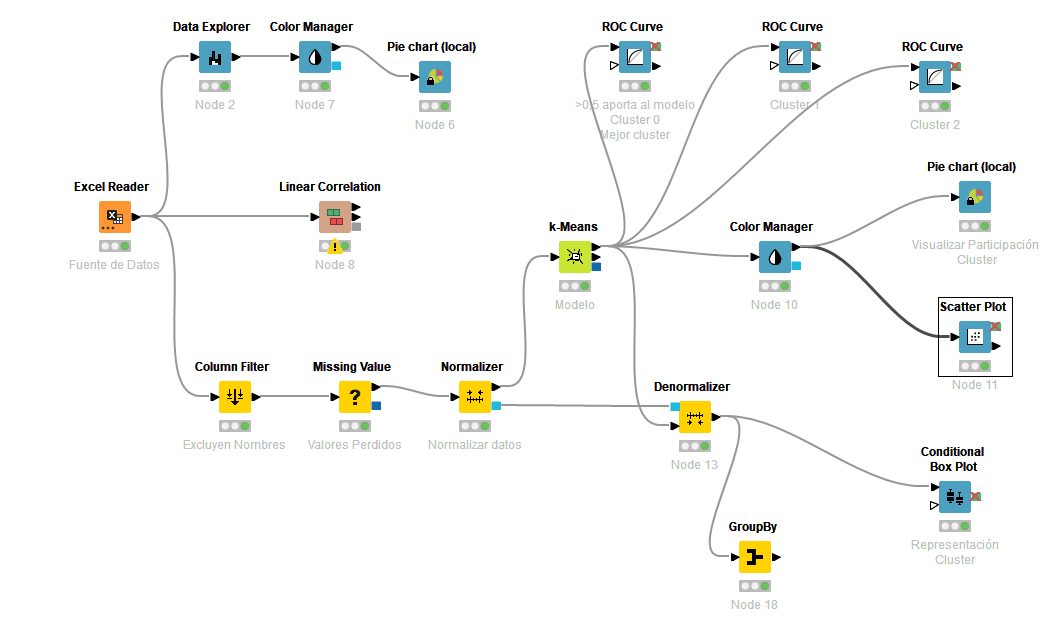 Data Explorer
Node 2
Color Manager
Node 7
Pie chart (local)
Node 6
ROC Curve
>0,5 aporta al modelo
Cluster 0
Mejor cluster
ROC Curve
Cluster 1
ROC Curve
Cluster 2
Excel Reader
Fuente de Datos
Linear Correlation
Node 8
k-Means
Modelo
Color Manager
Node 10
Pie chart (local)
Visualizar Participación
Cluster
Scatter Plot
Node 11
Column Filter
Excluyen Nombres
Missing Value
?
Valores Perdidos
Normalizer
Normalizar datos
Denormalizer
Node 13
Conditional
Box Plot
Representación
Cluster
GroupBy
Node 18